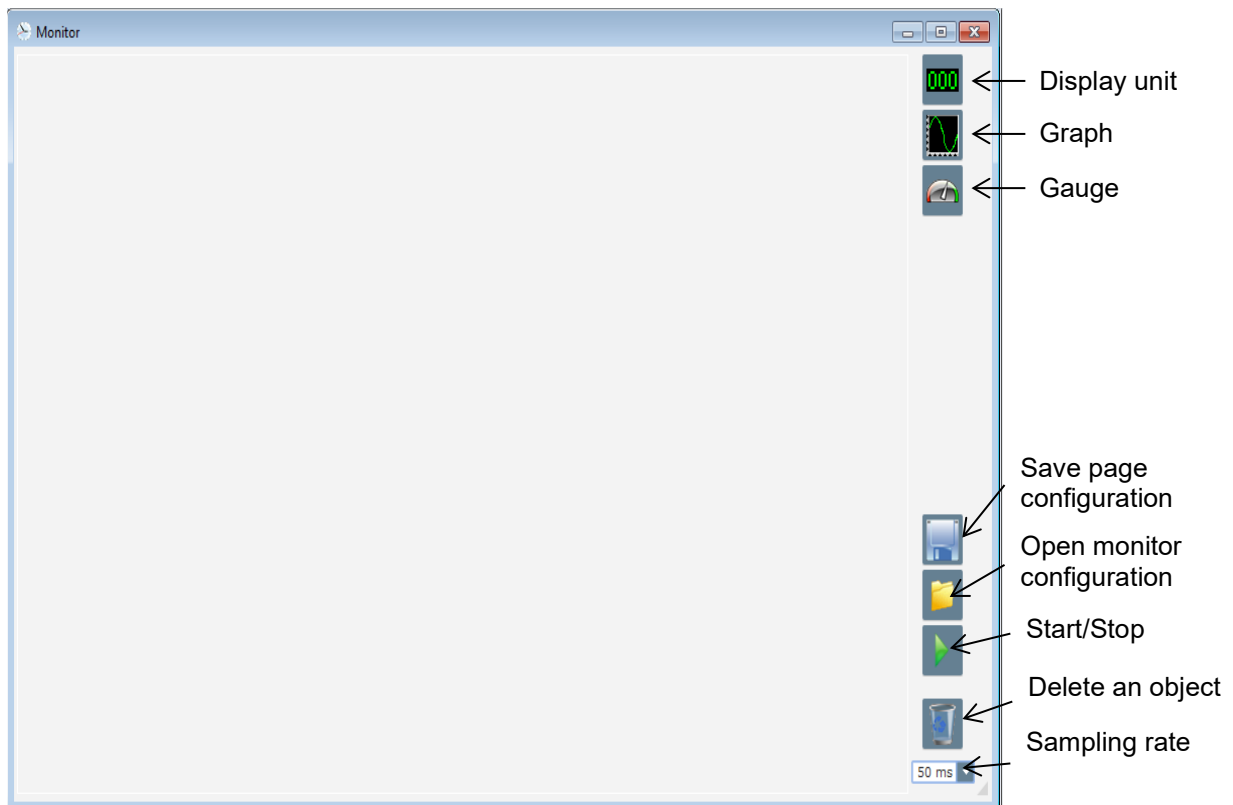 Monitor
000
Display unit
Graph
Gauge
Save page
configuration
Open monitor
configuration
Start/Stop
Delete an object
Sampling rate
50 ms